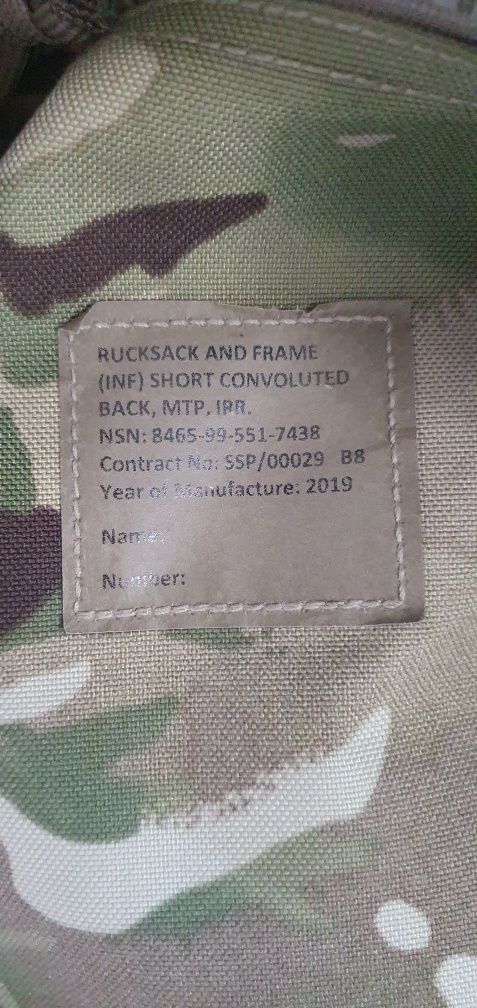 RUCKSACK AND FRAME
(INF) SHORT CONVOLUTED
BACK, MTP, IRR.
NSN: 8465-99-551-7438
Contract No: SSP/00029 B8
Year of Manufacture: 2019
Name:
Number: